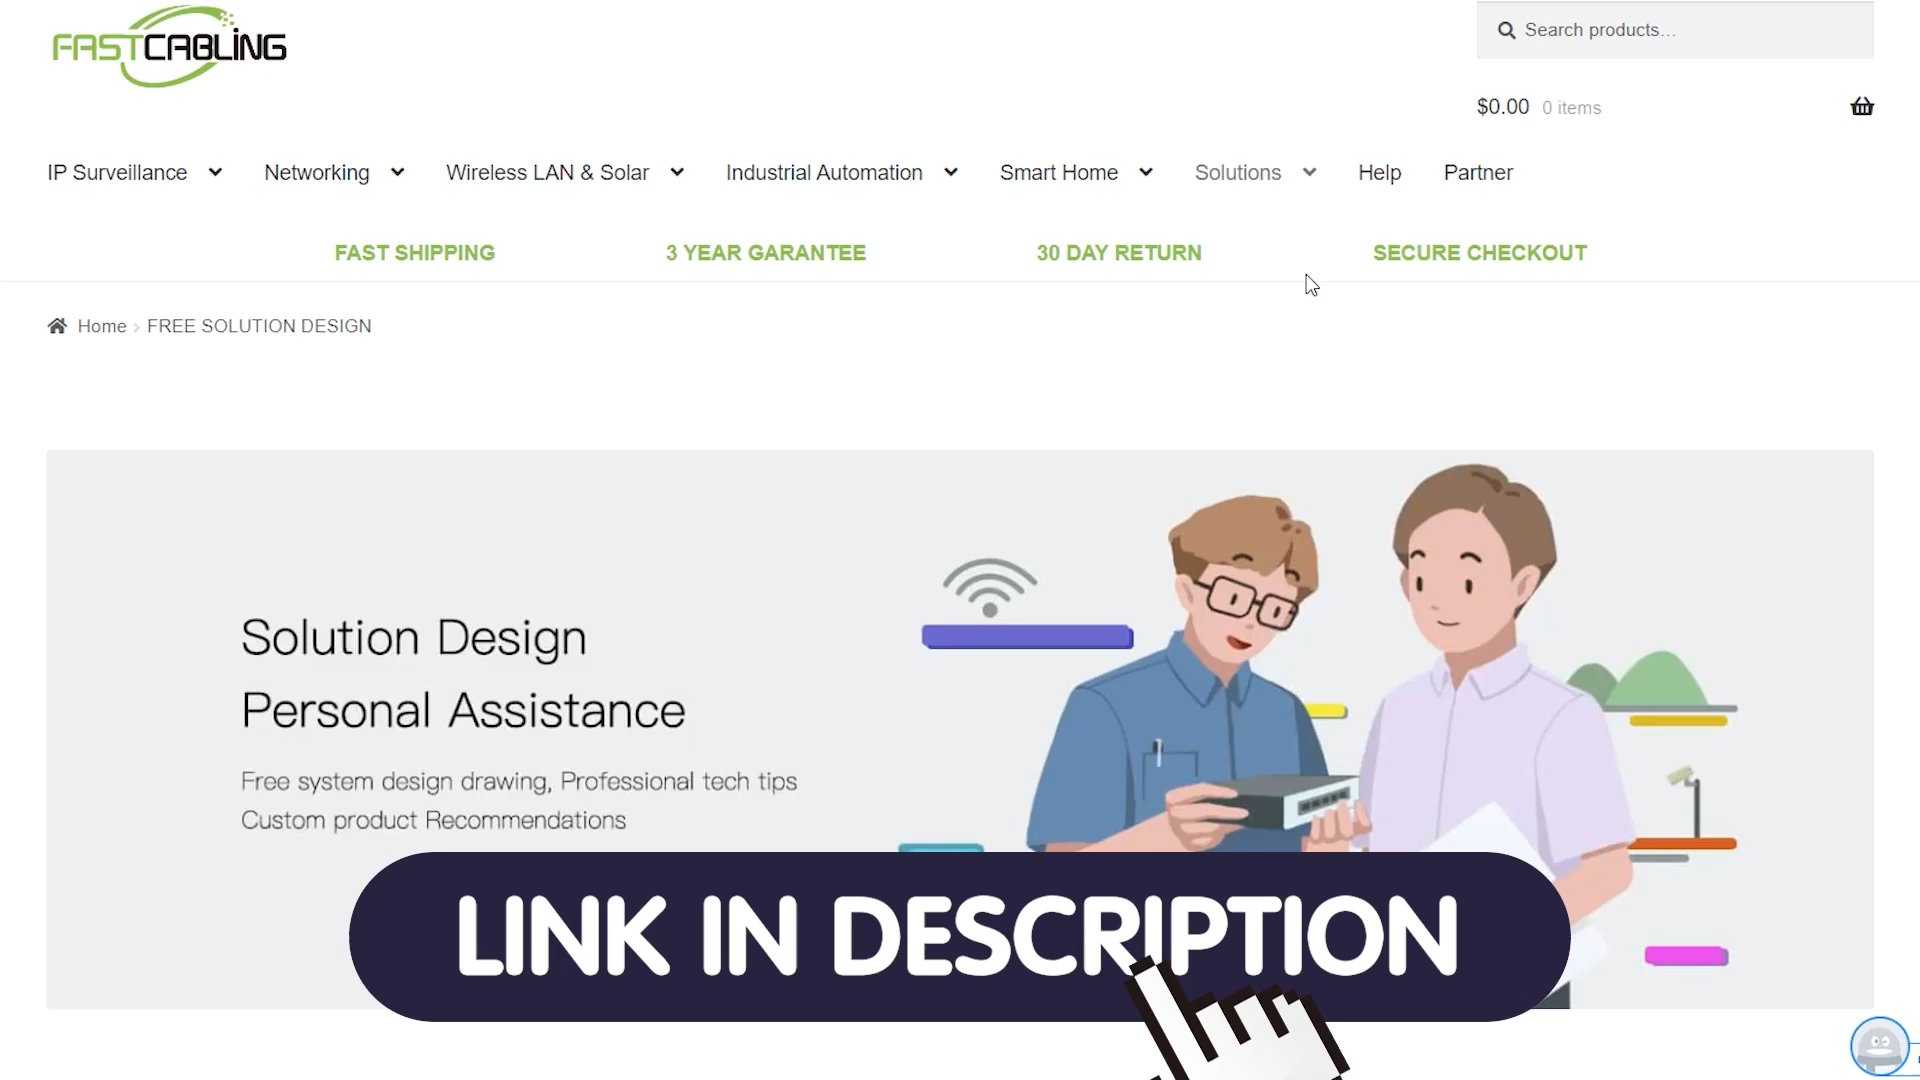 FASTCABLING
Search products...
$0.00 0 items
IP Surveillance Networking Wireless LAN & Solar Industrial Automation Smart Home Solutions Help Partner
FAST SHIPPING 3 YEAR GARANTEE 30 DAY RETURN SECURE CHECKOUT
Home › FREE SOLUTION DESIGN
Solution Design
Personal Assistance
Free system design drawing, Professional tech tips
Custom product Recommendations
LINK IN DESCRIPTION